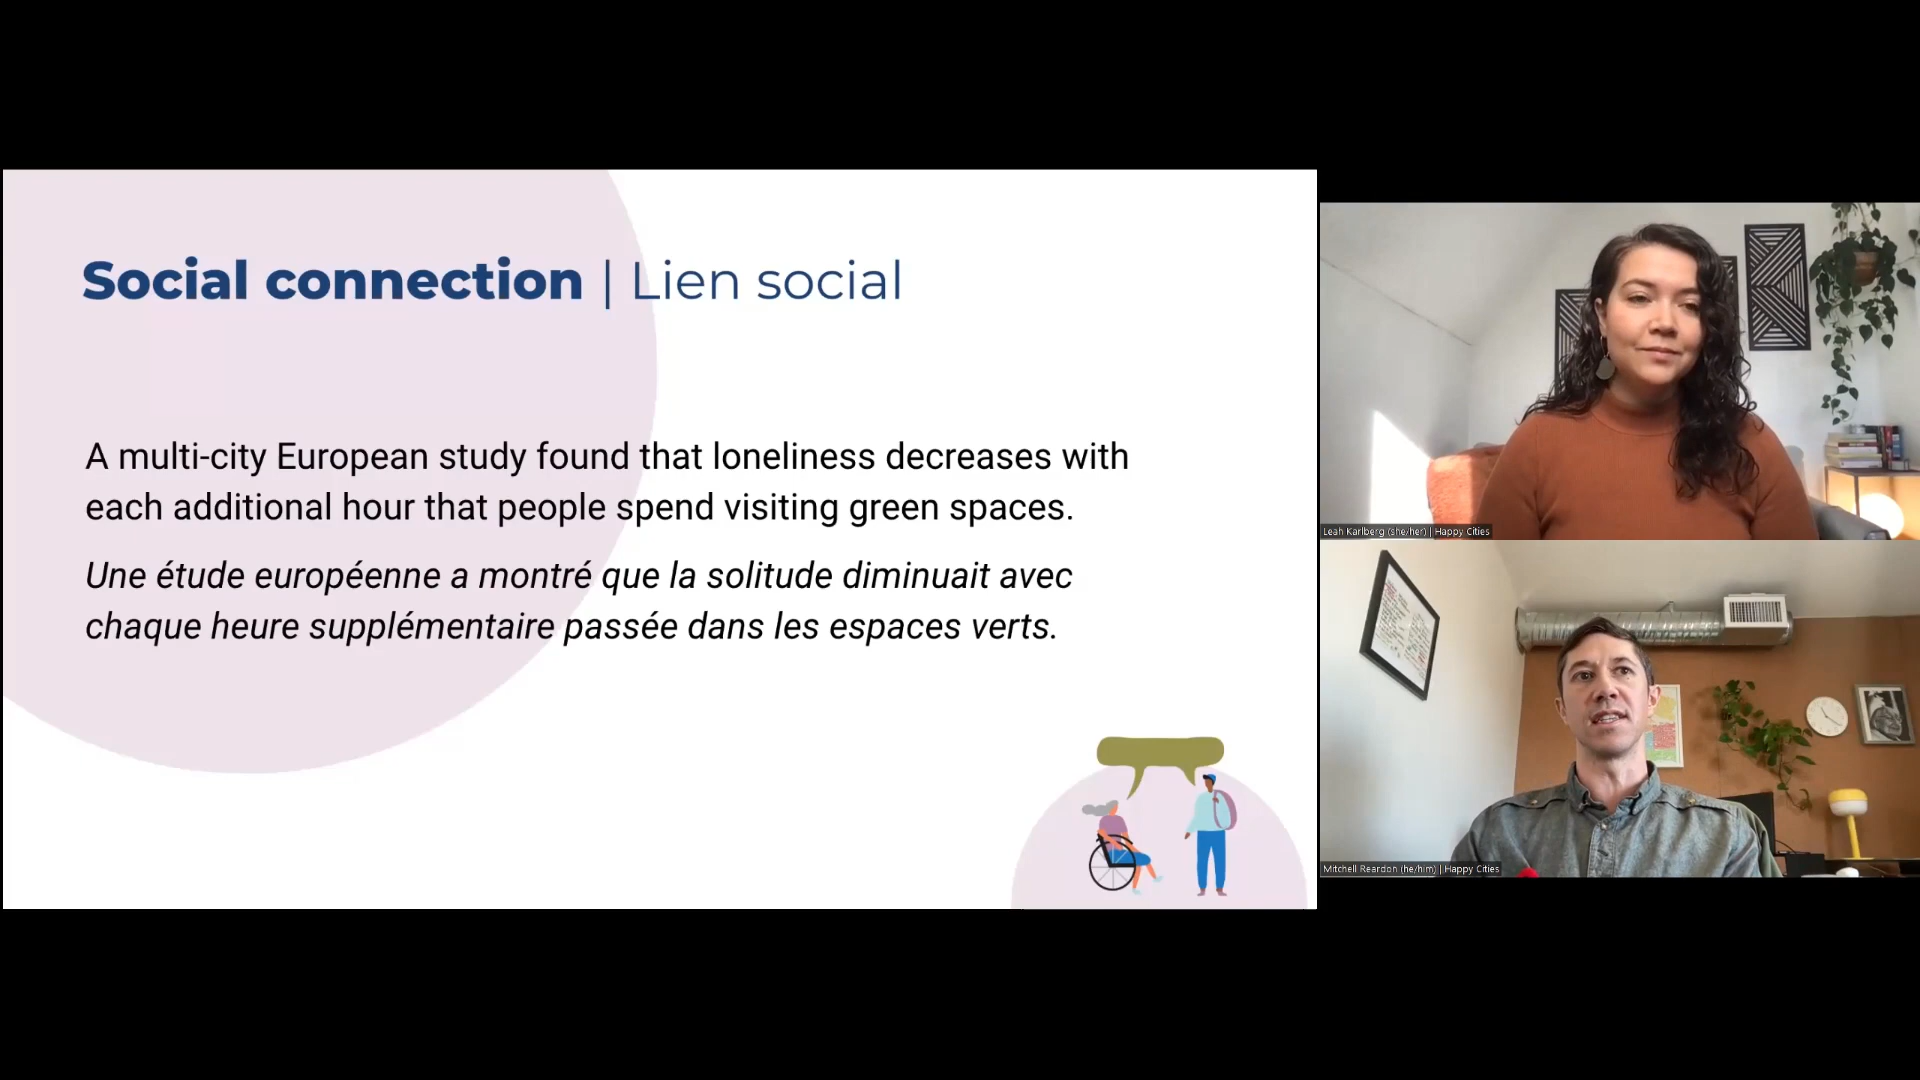 Social connection | Lien social
A multi-city European study found that loneliness decreases with
each additional hour that people spend visiting green spaces.
Une étude européenne a montré que la solitude diminuait avec
chaque heure supplémentaire passée dans les espaces verts.
Leah Karlberg (she/her) | Happy Cities
Mitchell Reardon (he/him) | Happy Cities